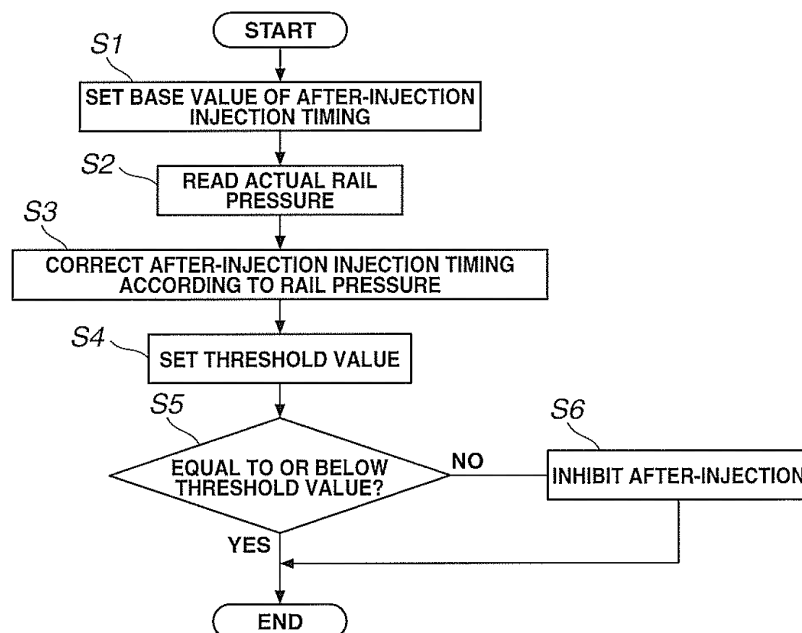 START
S1
SET BASE VALUE OF AFTER-INJECTION
INJECTION TIMING
S2
READ ACTUAL RAIL
PRESSURE
S3
CORRECT AFTER-INJECTION INJECTION TIMING
ACCORDING TO RAIL PRESSURE
S4
SET THRESHOLD VALUE
S5
EQUAL TO OR BELOW
THRESHOLD VALUE?
NO
S6
INHIBIT AFTER-INJECTION
YES
END